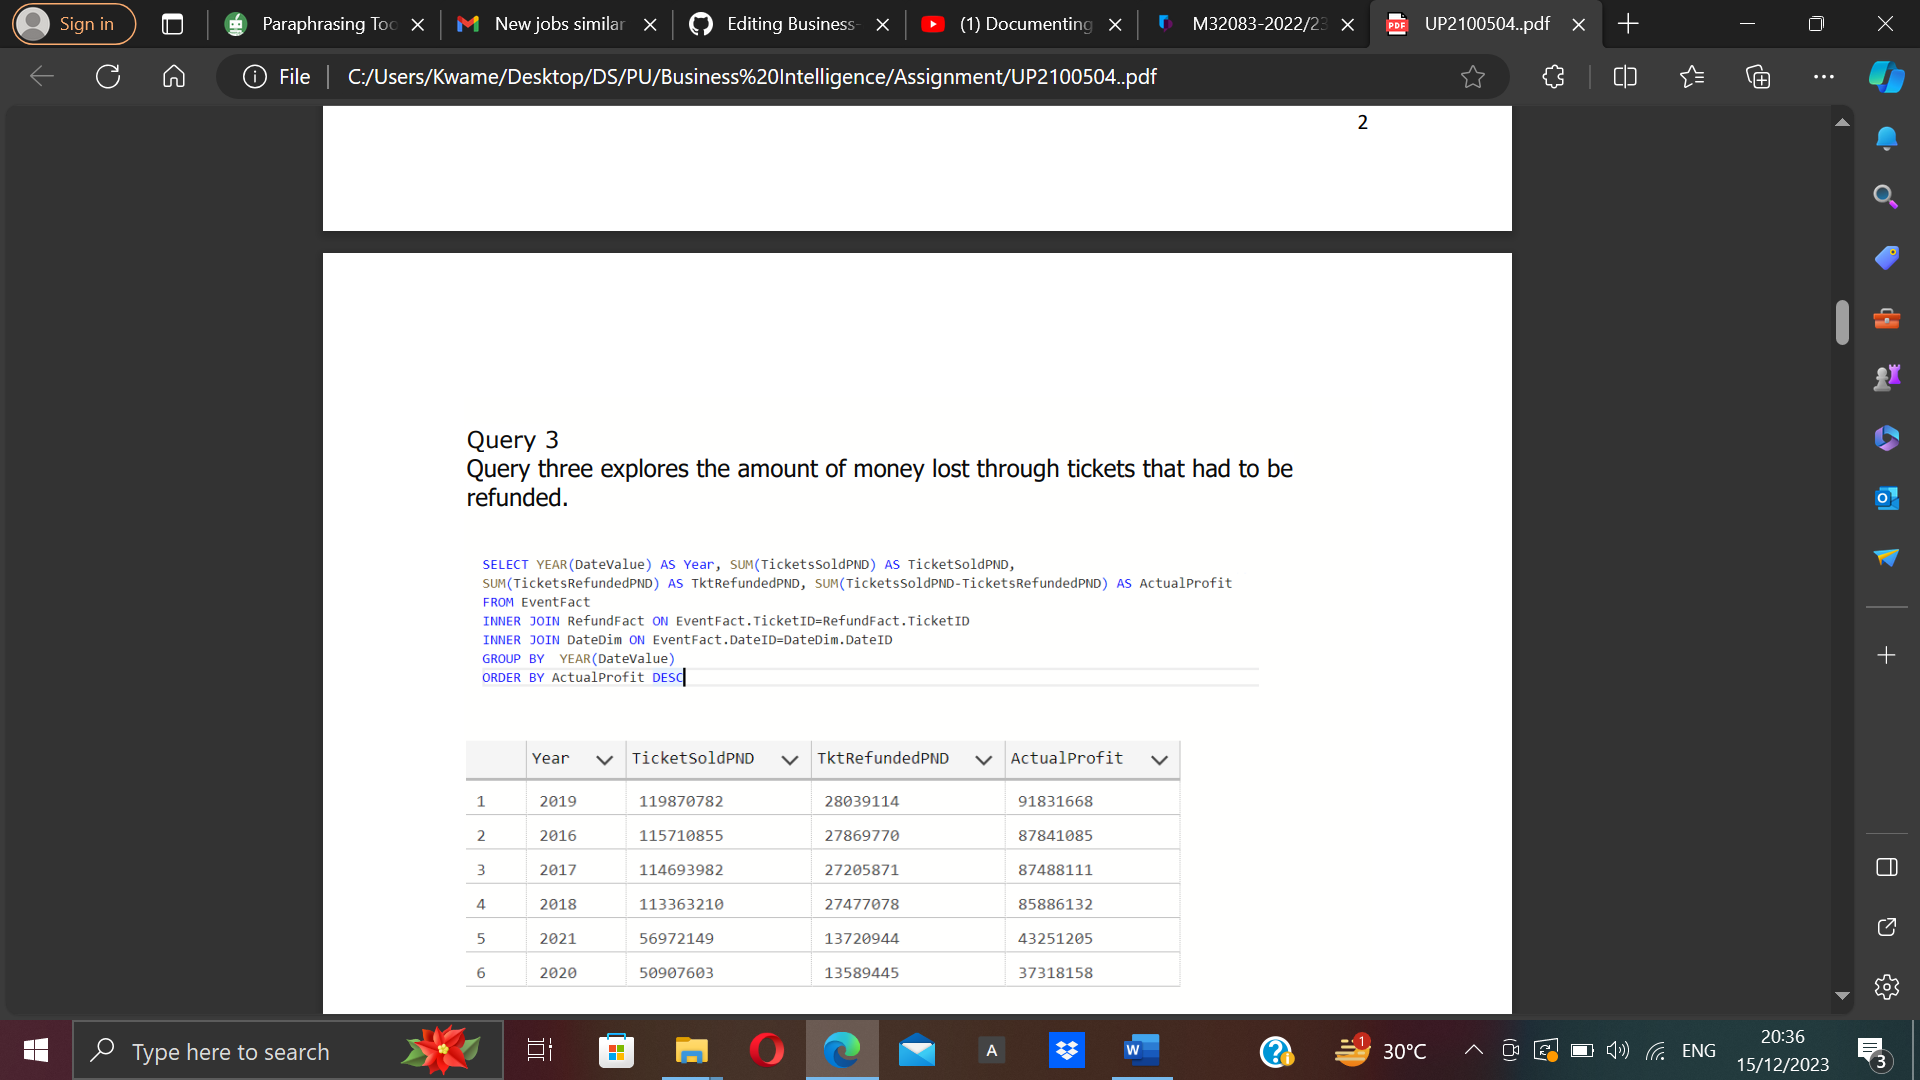 Sign in
Paraphrasing Too
New jobs similar
Editing Business-
(1) Documenting
M32083-2022/23
UP2100504..pdf
File
C:/Users/Kwame/Desktop/DS/PU/Business%20Intelligence/Assignment/UP2100504..pdf
2
Query 3
Query three explores the amount of money lost through tickets that had to be
refunded.
SELECT YEAR(DateValue) AS Year, SUM(TicketsSoldPND) AS TicketSoldPND,
SUM(TicketsRefundedPND) AS TktRefundedPND, SUM(TicketsSoldPND-TicketsRefundedPND) AS ActualProfit
FROM EventFact
INNER JOIN RefundFact ON EventFact.TicketID=RefundFact.TicketID
INNER JOIN DateDim ON EventFact.DateID=DateDim.DateID
GROUP BY  YEAR(DateValue)
ORDER BY ActualProfit DESC
Year TicketSoldPND TktRefundedPND ActualProfit
1 2019 119870782 28039114 91831668
2 2016 115710855 27869770 87841085
3 2017 114693982 27205871 87488111
4 2018 113363210 27477078 85886132
5 2021 56972149 13720944 43251205
6 2020 50907603 13589445 37318158
Type here to search
A
W
1
30°C
ENG
20:36
15/12/2023
3